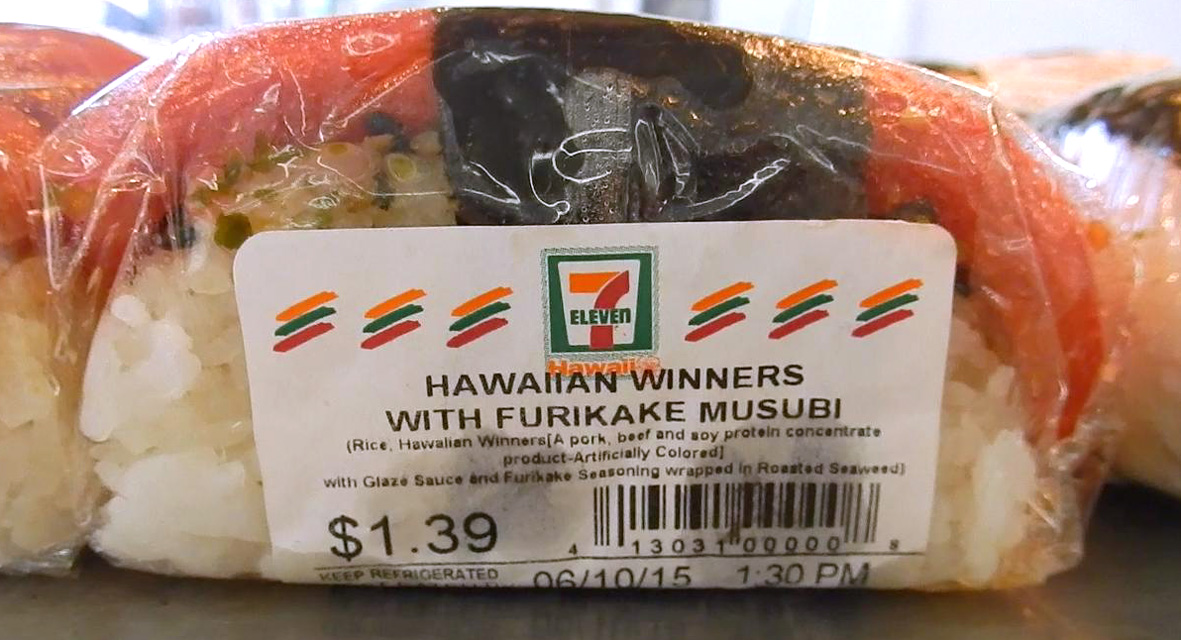 7
ELEVEN
Hawaii
HAWAIIAN WINNERS
WITH FURIKAKE MUSUBI
(Rice, Hawaiian Winners[A pork, beef and soy protein concentrate
product-Artificially Colored]
with Glaze Sauce and Furikake Seasoning wrapped in Roasted Seaweed)
$1.39
4 13031 00000 8
KEEP REFRIGERATED
06/10/15 1:30 PM